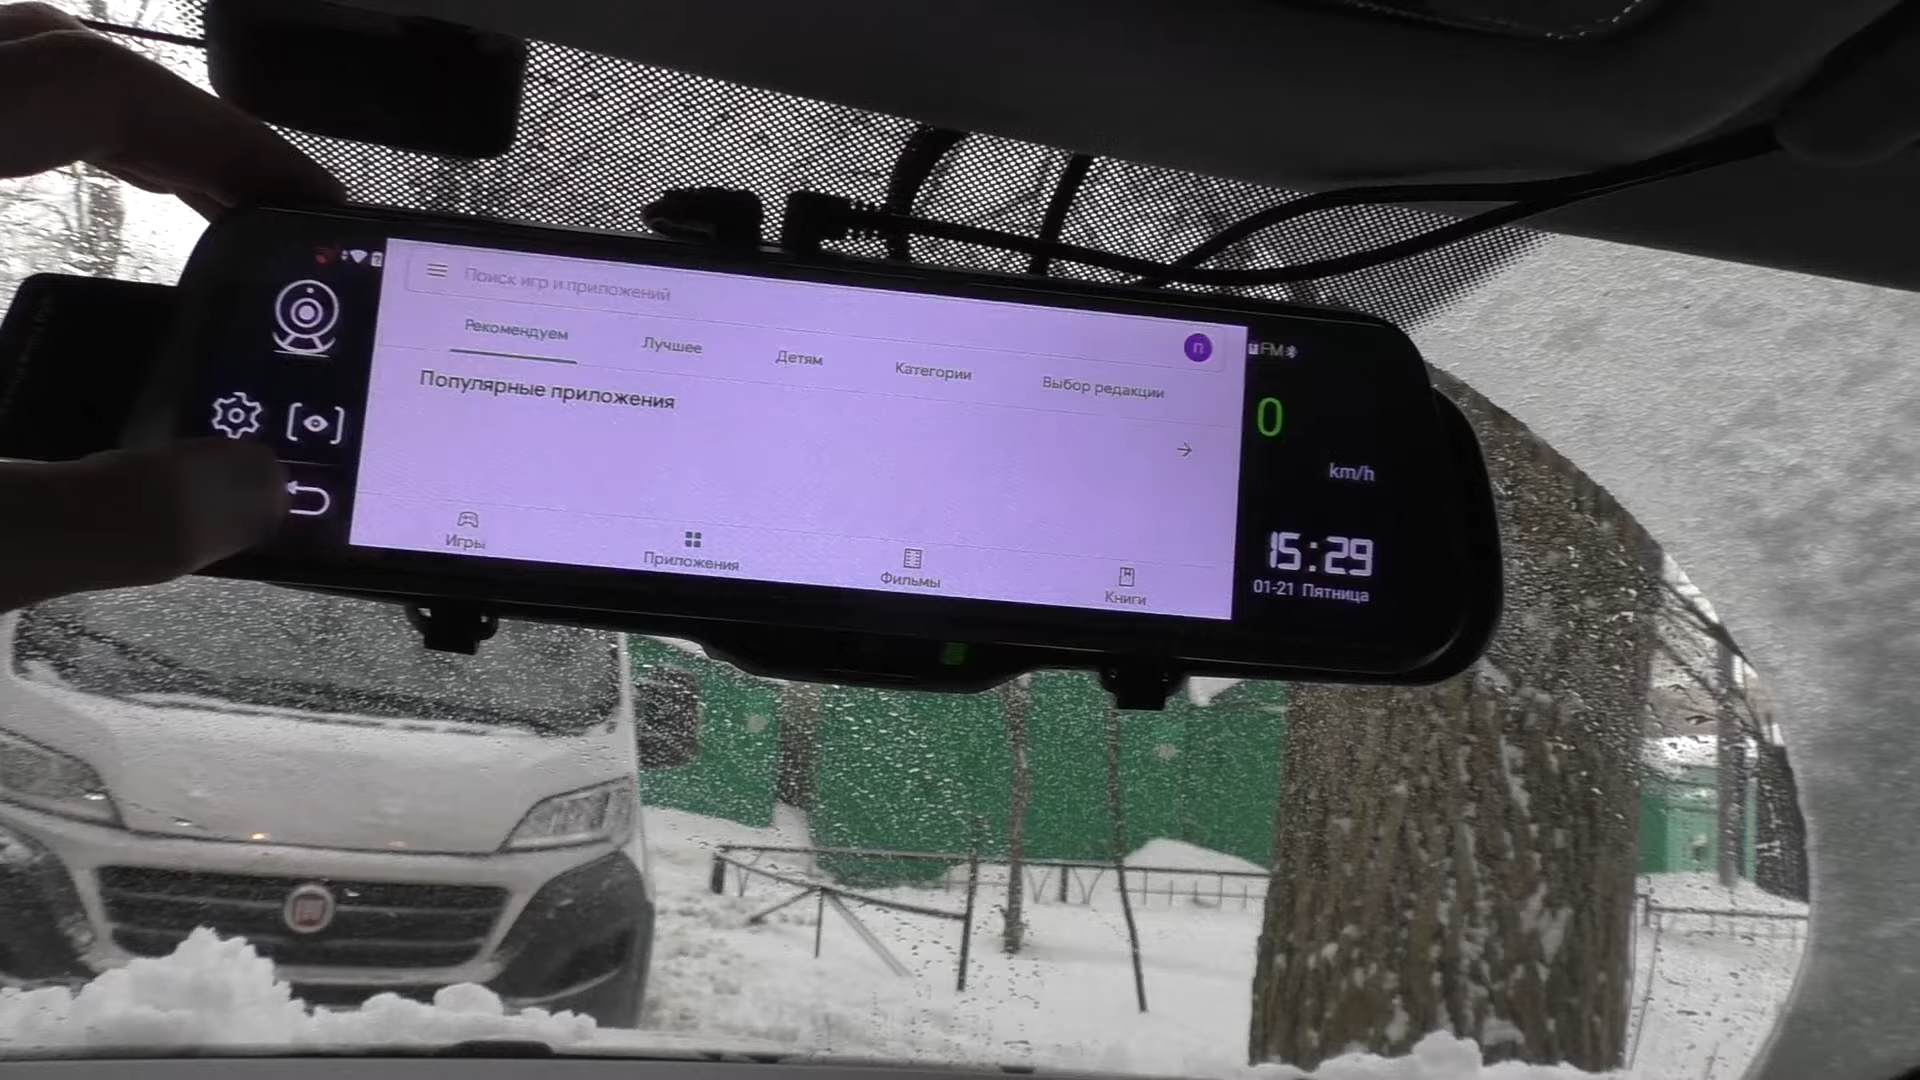 Поиск игр и приложений
Рекомендуем
Лучшее
Детям
Категории
Выбор редакции
П
Популярные приложения
Игры
Приложения
Фильмы
Книги
FM
0
km/h
15:29
01-21 Пятница